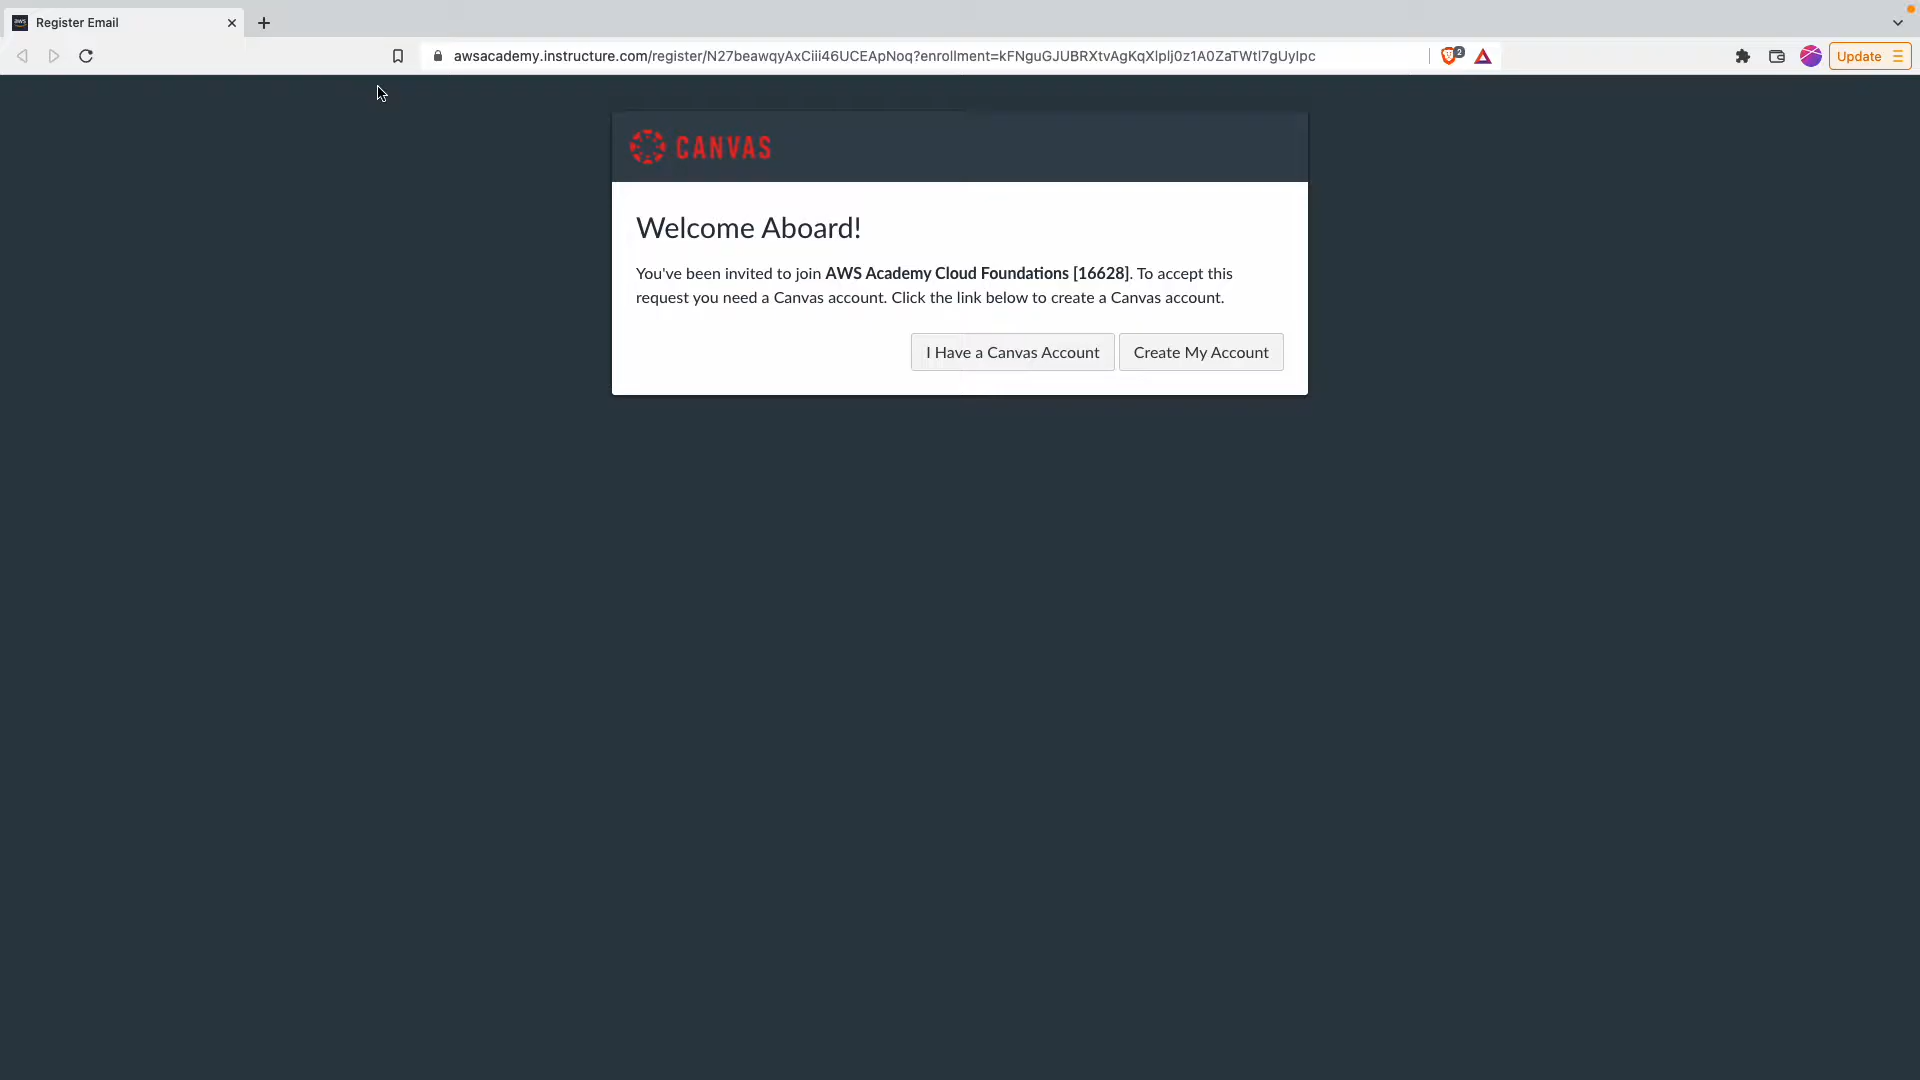 aws Register Email
awsacademy.instructure.com/register/N27beawqyAxCiii46UCEApNoq?enrollment=kFNguGJUBRXtvAgKqXlplj0z1A0ZaTWtl7gUylpc
2
Update
CANVAS
Welcome Aboard!
You've been invited to join AWS Academy Cloud Foundations [16628]. To accept this
request you need a Canvas account. Click the link below to create a Canvas account.
I Have a Canvas Account Create My Account